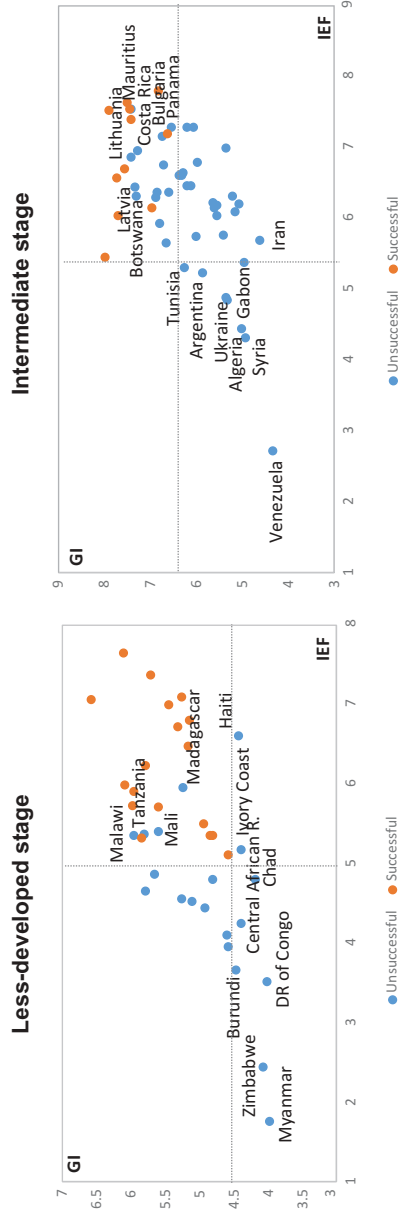 Less-developed stage
GI
7
6.5
6
5.5
5
4.5
4
3.5
3
Malawi
Tanzania
Mali
Madagascar
Haiti
Ivory Coast
Central African R.
Chad
Burundi
DR of Congo
Zimbabwe
Myanmar
IEF
1
2
3
4
5
6
7
8
Unsuccessful
Successful
Intermediate stage
GI
9
8
7
6
5
4
3
Lithuania
Mauritius
Latvia
Costa Rica
Botswana
Bulgaria
Panama
Tunisia
Argentina
Ukraine
Gabon
Algeria
Syria
Iran
Venezuela
IEF
1
2
3
4
5
6
7
8
9
Unsuccessful
Successful